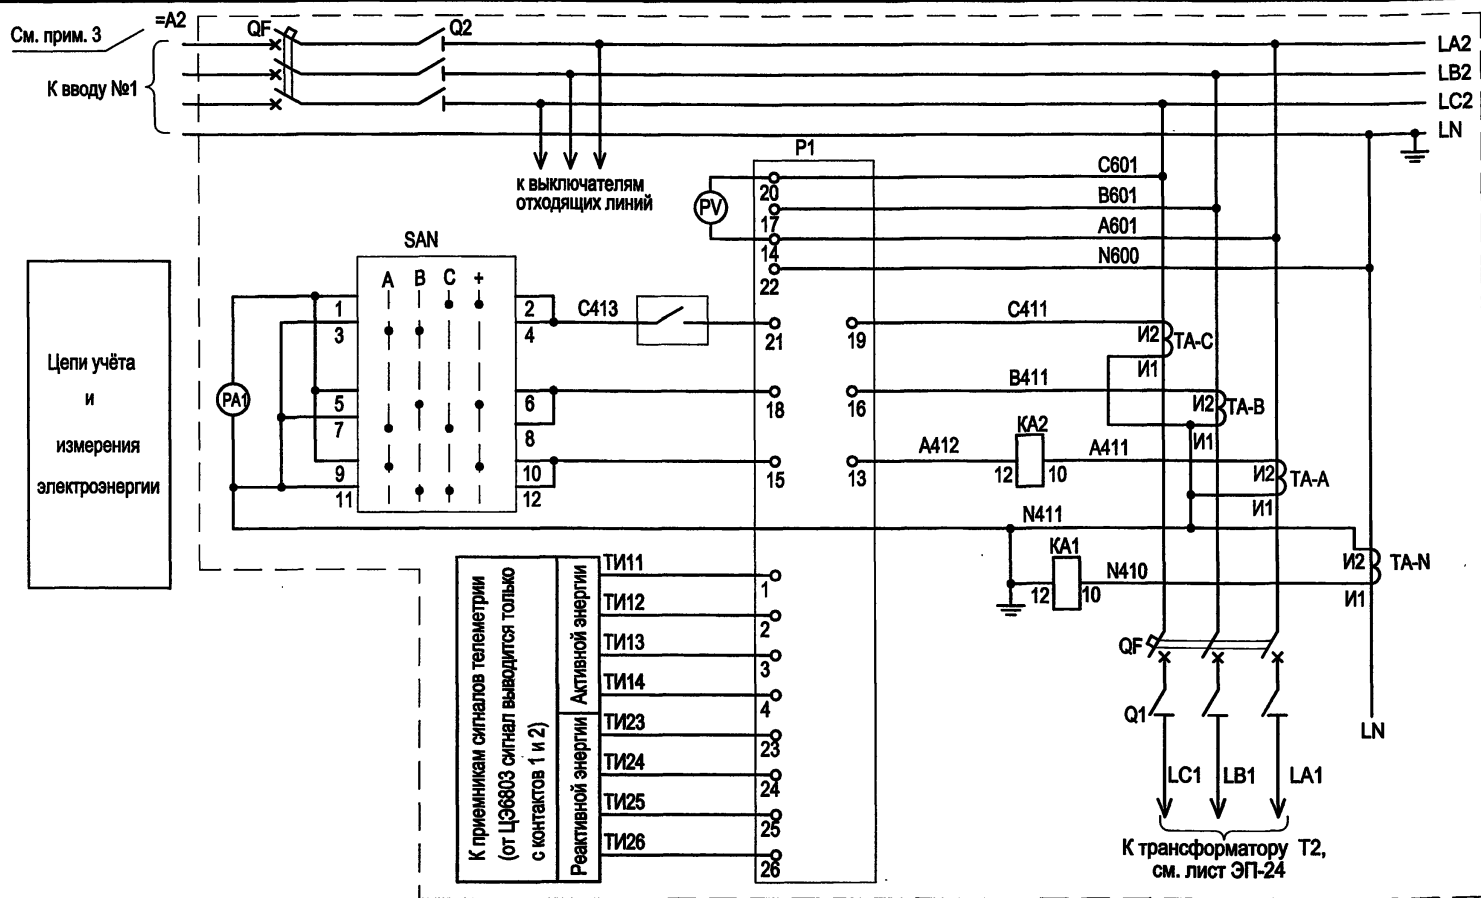 =A2
См. прим. 3
QF
Q2
LA2
К вводу №1
LB2
LC2
LN
P1
к выключателям
отходящих линий
PV
20
C601
17
B601
14
A601
22
N600
SAN
A B C +
1
2
3
4
C413
21
19
C411
И2
TA-C
И1
Цепи учёта
и
измерения
электроэнергии
PA1
5
6
7
8
18
16
B411
И2
TA-B
И1
9
10
11
12
15
13
A412
KA2
12
10
A411
И2
TA-A
И1
N411
KA1
12
10
N410
И2
TA-N
И1
К приемникам сигналов телеметрии
(от ЦЭ6803 сигнал выводится только
с контактов 1 и 2)
Активной энергии
Реактивной энергии
ТИ11
1
ТИ12
2
ТИ13
3
ТИ14
4
ТИ23
23
ТИ24
24
ТИ25
25
ТИ26
26
QF
Q1
LN
LC1
LB1
LA1
К трансформатору Т2,
см. лист ЭП-24